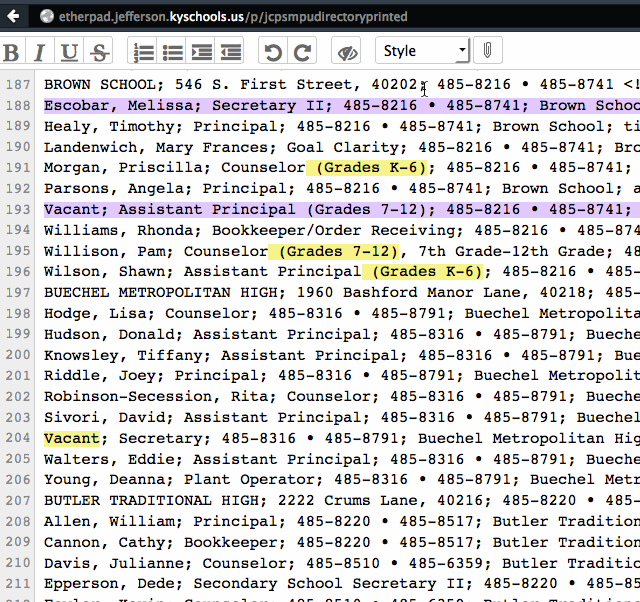 etherpad.jefferson.kyschools.us/p/jcpsmpudirectoryprinted
B I U S Style
187 BROWN SCHOOL; 546 S. First Street, 40202; 485-8216 • 485-8741 <!
188 Escobar, Melissa; Secretary II; 485-8216 • 485-8741; Brown Schoo
189 Healy, Timothy; Principal; 485-8216 • 485-8741; Brown School; ti
190 Landenwich, Mary Frances; Goal Clarity; 485-8216 • 485-8741; Bro
191 Morgan, Priscilla; Counselor (Grades K-6); 485-8216 • 485-8741;
192 Parsons, Angela; Principal; 485-8216 • 485-8741; Brown School; a
193 Vacant; Assistant Principal (Grades 7-12); 485-8216 • 485-8741;
194 Williams, Rhonda; Bookkeeper/Order Receiving; 485-8216 • 485-874
195 Willison, Pam; Counselor (Grades 7-12), 7th Grade-12th Grade; 48
196 Wilson, Shawn; Assistant Principal (Grades K-6); 485-8216 • 485-
197 BUECHEL METROPOLITAN HIGH; 1960 Bashford Manor Lane, 40218; 485-
198 Hodge, Lisa; Counselor; 485-8316 • 485-8791; Buechel Metropolita
199 Hudson, Donald; Assistant Principal; 485-8316 • 485-8791; Bueche
200 Knowsley, Tiffany; Assistant Principal; 485-8316 • 485-8791; Bue
201 Riddle, Joey; Principal; 485-8316 • 485-8791; Buechel Metropolit
202 Robinson-Secession, Rita; Counselor; 485-8316 • 485-8791; Bueche
203 Sivori, David; Assistant Principal; 485-8316 • 485-8791; Buechel
204 Vacant; Secretary; 485-8316 • 485-8791; Buechel Metropolitan Hig
205 Walters, Eddie; Assistant Principal; 485-8316 • 485-8791; Bueche
206 Young, Deanna; Plant Operator; 485-8316 • 485-8791; Buechel Metr
207 BUTLER TRADITIONAL HIGH; 2222 Crums Lane, 40216; 485-8220 • 485-
208 Allen, William; Principal; 485-8220 • 485-8517; Butler Tradition
209 Cannon, Cathy; Bookkeeper; 485-8220 • 485-8517; Butler Tradition
210 Davis, Julianne; Counselor; 485-8510 • 485-6359; Butler Traditio
211 Epperson, Dede; Secondary School Secretary II; 485-8220 • 485-85